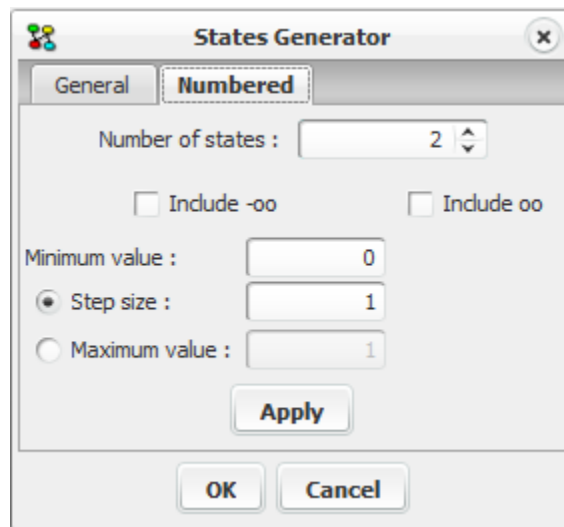 States Generator
General Numbered
Number of states : 2
Include -oo Include oo
Minimum value : 0
Step size : 1
Maximum value : 1
Apply
OK Cancel